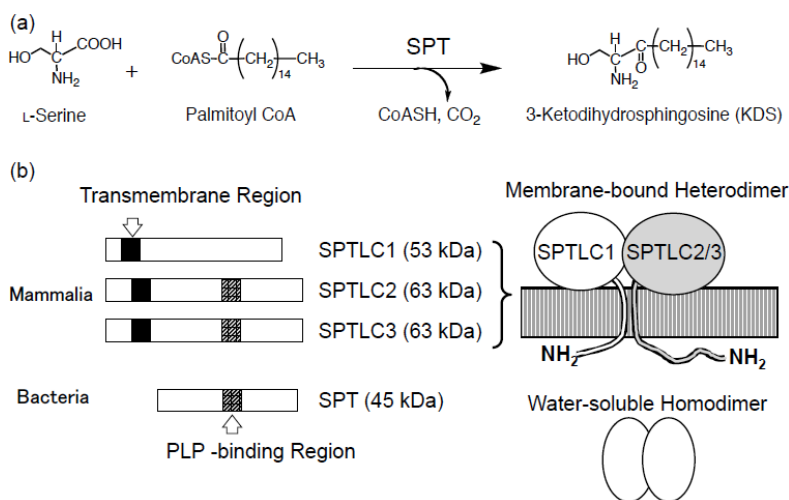 (a)
H
COOH
HO
NH2
L-Serine
+
O
CoAS-C-(CH2)14-CH3
Palmitoyl CoA
SPT
CoASH, CO2
H
HO
C-(CH2)14-CH3
NH2
O
3-Ketodihydrosphingosine (KDS)
(b)
Transmembrane Region
Mammalia
SPTLC1 (53 kDa)
SPTLC2 (63 kDa)
SPTLC3 (63 kDa)
Bacteria
SPT (45 kDa)
PLP -binding Region
Membrane-bound Heterodimer
SPTLC1
SPTLC2/3
NH2
NH2
Water-soluble Homodimer